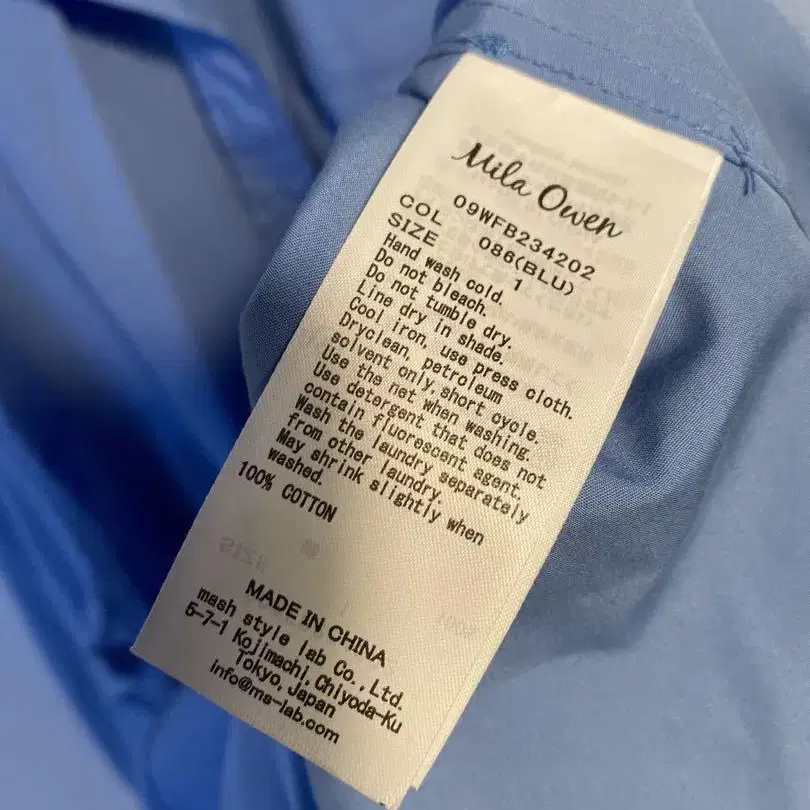 Mila Owen
09WFB234202
COL 086(BLU)
SIZE 1
Hand wash cold.
Do not bleach.
Do not tumble dry.
Line dry in shade.
Cool iron, use press cloth.
Dryclean, petroleum
solvent only,short cycle.
Use the net when washing.
Use detergent that does not
contain fluorescent agent.
Wash the laundry separately
from other laundry.
May shrink slightly when
washed.
100% COTTON
MADE IN CHINA
mash style lab Co.,Ltd.
5-7-1 Kojimachi,Chiyoda-Ku
Tokyo,Japan
info@ms-lab.com